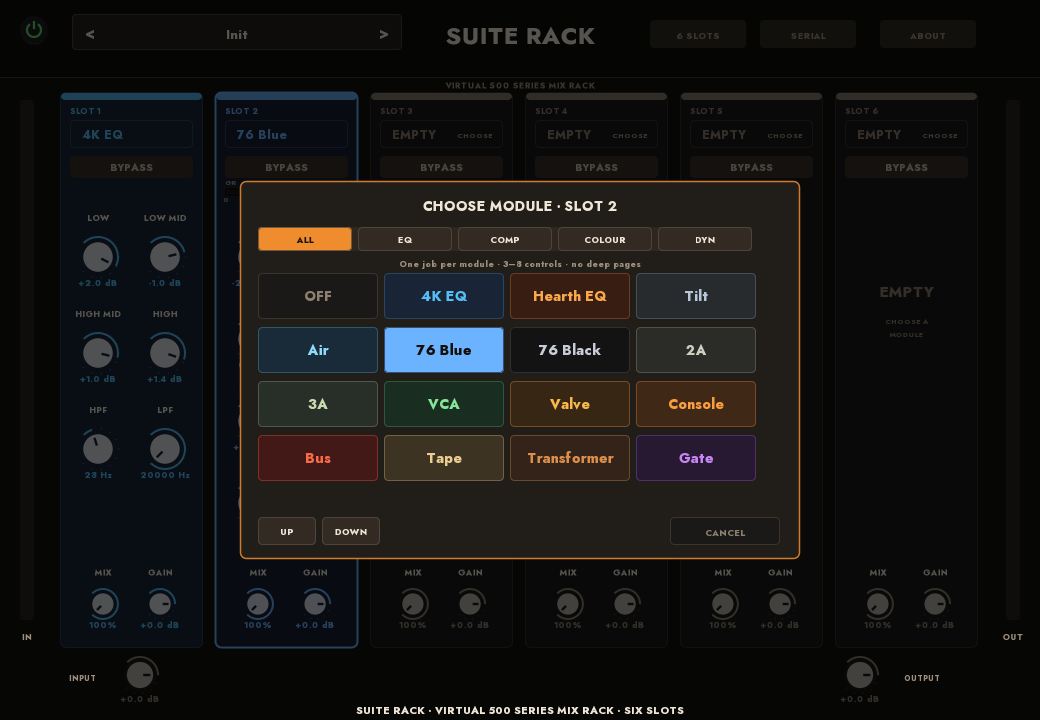 < Init >
SUITE RACK
6 SLOTS
SERIAL
ABOUT
VIRTUAL 500 SERIES MIX RACK
SLOT 1
SLOT 2
SLOT 3
SLOT 4
SLOT 5
SLOT 6
4K EQ
76 Blue
EMPTY CHOOSE
EMPTY CHOOSE
EMPTY CHOOSE
EMPTY CHOOSE
BYPASS
BYPASS
BYPASS
BYPASS
BYPASS
BYPASS
LOW
LOW MID
+2.0 dB
-1.0 dB
HIGH MID
HIGH
+1.0 dB
+1.4 dB
HPF
LPF
28 Hz
20000 Hz
CHOOSE MODULE · SLOT 2
ALL
EQ
COMP
COLOUR
DYN
One job per module · 3–8 controls · no deep pages
OFF
4K EQ
Hearth EQ
Tilt
Air
76 Blue
76 Black
2A
3A
VCA
Valve
Console
Bus
Tape
Transformer
Gate
UP
DOWN
CANCEL
EMPTY
CHOOSE A
MODULE
MIX
GAIN
MIX
GAIN
MIX
GAIN
MIX
GAIN
MIX
GAIN
MIX
GAIN
100%
+0.0 dB
100%
+0.0 dB
100%
+0.0 dB
100%
+0.0 dB
100%
+0.0 dB
100%
+0.0 dB
IN
OUT
INPUT
+0.0 dB
+0.0 dB
OUTPUT
SUITE RACK · VIRTUAL 500 SERIES MIX RACK · SIX SLOTS